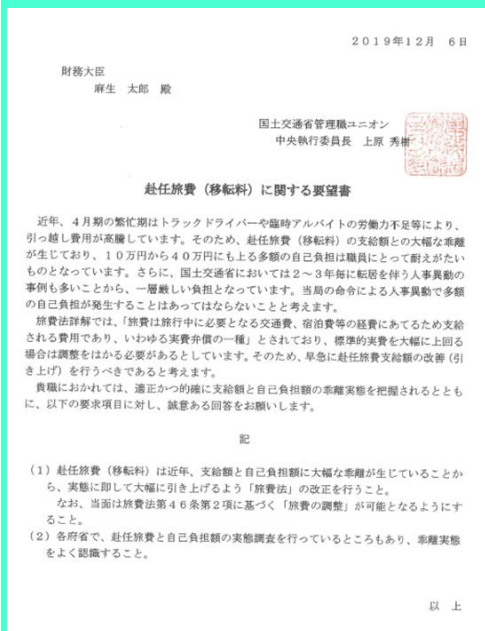 2019年12月 6日
財務大臣
麻生 太郎 殿
国土交通省管理職ユニオン
中央執行委員長 上原 秀樹
赴任旅費（移転料）に関する要望書
近年、4月期の繁忙期はトラックドライバーや臨時アルバイトの労働力不足等により、
引っ越し費用が高騰しています。そのため、赴任旅費（移転料）の支給額との大幅な乖離
が生じており、10万円から40万円にも上る多額の自己負担は職員にとって耐えがたい
ものとなっています。さらに、国土交通省においては2～3年毎に転居を伴う人事異動の
事例も多いことから、一層厳しい負担となっています。当局の命令による人事異動で多額
の自己負担が発生することはあってはならないことと考えます。
旅費法詳解では、「旅費は旅行中に必要となる交通費、宿泊費等の経費にあてるため支給
される費用であり、いわゆる実費弁償の一種」とされており、標準的実費を大幅に上回る
場合は調整をはかる必要があるとしています。そのため、早急に赴任旅費支給額の改善（引
き上げ）を行うべきであると考えます。
貴職におかれては、適正かつ的確に支給額と自己負担額の乖離実態を把握されるととも
に、以下の要求項目に対し、誠意ある回答をお願いします。
記
（1）赴任旅費（移転料）は近年、支給額と自己負担額に大幅な乖離が生じていることか
ら、実態に即して大幅に引き上げるよう「旅費法」の改正を行うこと。
なお、当面は旅費法第46条第2項に基づく「旅費の調整」が可能となるようにす
ること。
（2）各府省で、赴任旅費と自己負担額の実態調査を行っているところもあり、乖離実態
をよく認識すること。
以 上